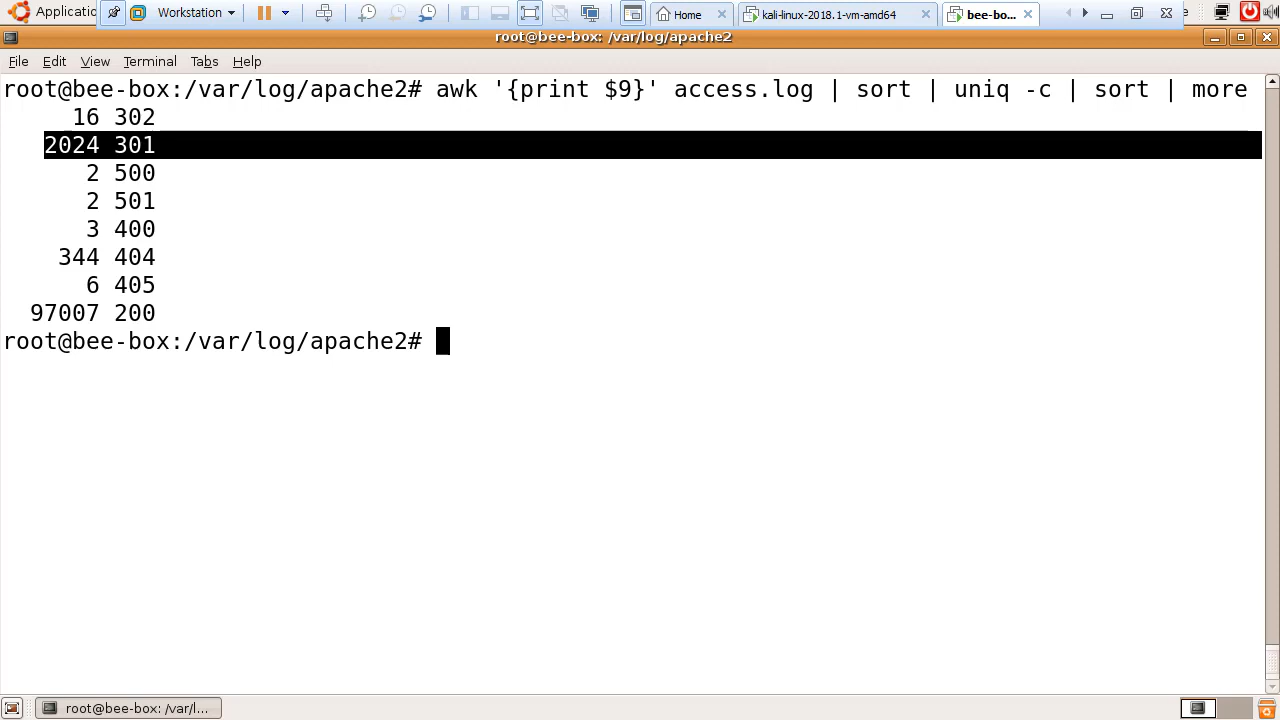 Applicatic
Workstation
Home
kali-linux-2018.1-vm-amd64
bee-bo...
root@bee-box: /var/log/apache2
File Edit View Terminal Tabs Help
root@bee-box:/var/log/apache2# awk '{print $9}' access.log | sort | uniq -c | sort | more
16 302
2024 301
2 500
2 501
3 400
344 404
6 405
97007 200
root@bee-box:/var/log/apache2#
root@bee-box: /var/l...